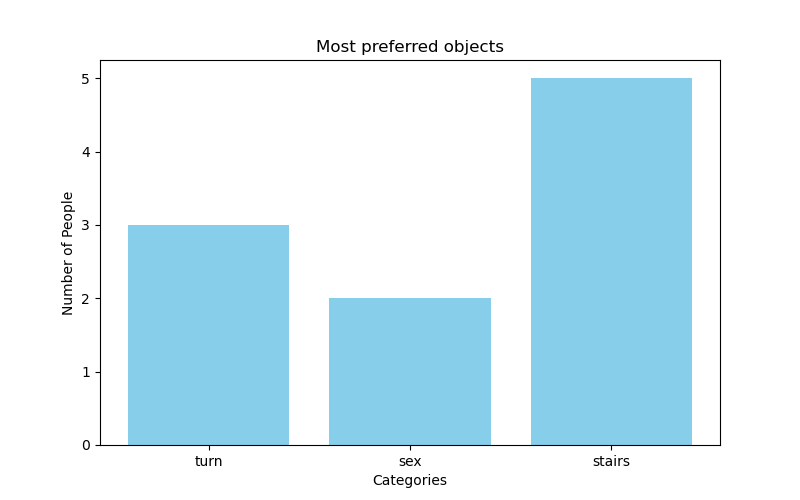 Most preferred objects
5
4
3
2
1
0
Number of People
turn sex stairs
Categories